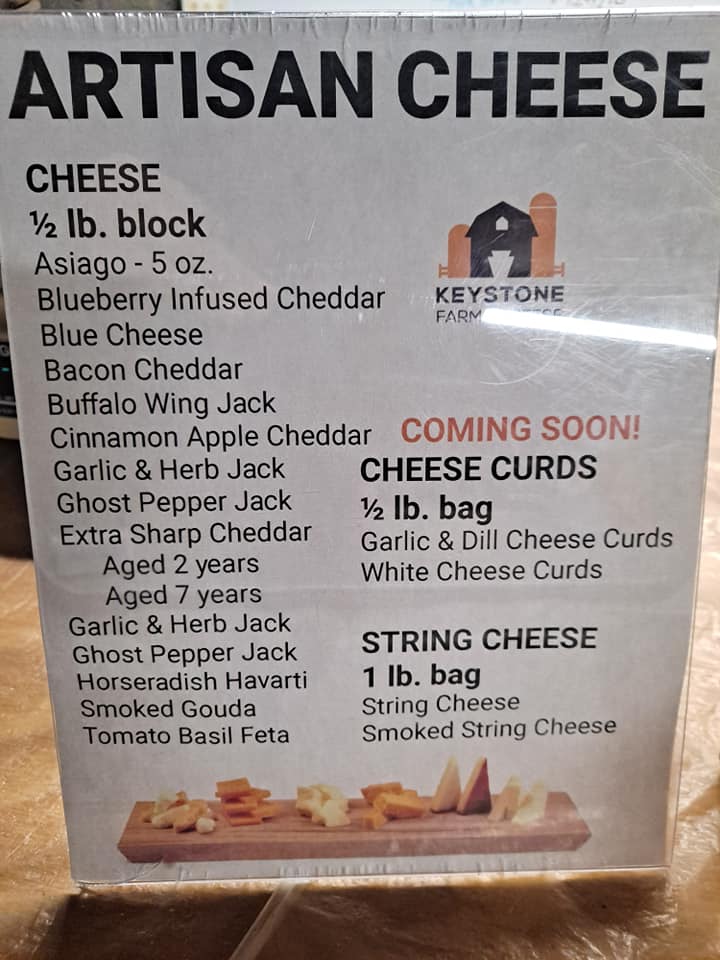 ARTISAN CHEESE
CHEESE
½ lb. block
Asiago - 5 oz.
Blueberry Infused Cheddar
Blue Cheese
Bacon Cheddar
Buffalo Wing Jack
Cinnamon Apple Cheddar
Garlic & Herb Jack
Ghost Pepper Jack
Extra Sharp Cheddar
Aged 2 years
Aged 7 years
Garlic & Herb Jack
Ghost Pepper Jack
Horseradish Havarti
Smoked Gouda
Tomato Basil Feta
KEYSTONE
FARM
COMING SOON!
CHEESE CURDS
½ lb. bag
Garlic & Dill Cheese Curds
White Cheese Curds
STRING CHEESE
1 lb. bag
String Cheese
Smoked String Cheese